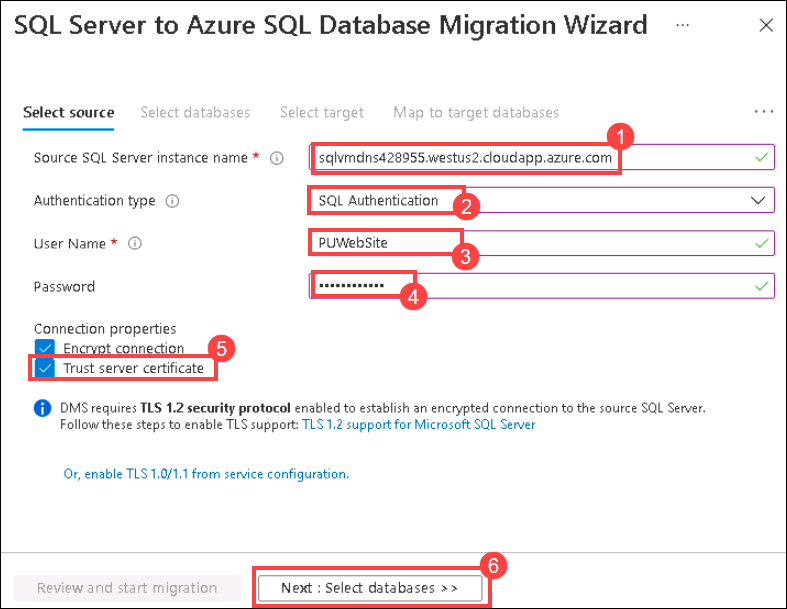 SQL Server to Azure SQL Database Migration Wizard ...
Select source Select databases Select target Map to target databases ...
1
Source SQL Server instance name * sqlvmdns428955.westus2.cloudapp.azure.com
Authentication type SQL Authentication
2
User Name * PUWebSite
3
Password ••••••••••••
4
Connection properties
Encrypt connection
5
Trust server certificate
DMS requires TLS 1.2 security protocol enabled to establish an encrypted connection to the source SQL Server.
Follow these steps to enable TLS support: TLS 1.2 support for Microsoft SQL Server
Or, enable TLS 1.0/1.1 from service configuration.
6
Review and start migration Next : Select databases >>